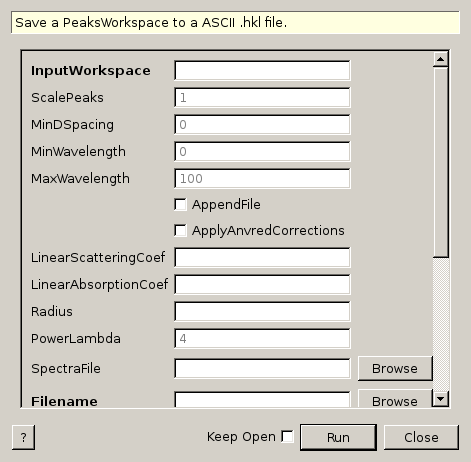 Save a PeaksWorkspace to a ASCII .hkl file.
InputWorkspace
ScalePeaks 1
MinDSpacing 0
MinWavelength 0
MaxWavelength 100
AppendFile
ApplyAnvredCorrections
LinearScatteringCoef
LinearAbsorptionCoef
Radius
PowerLambda 4
SpectraFile Browse
Filename Browse
? Keep Open Run Close